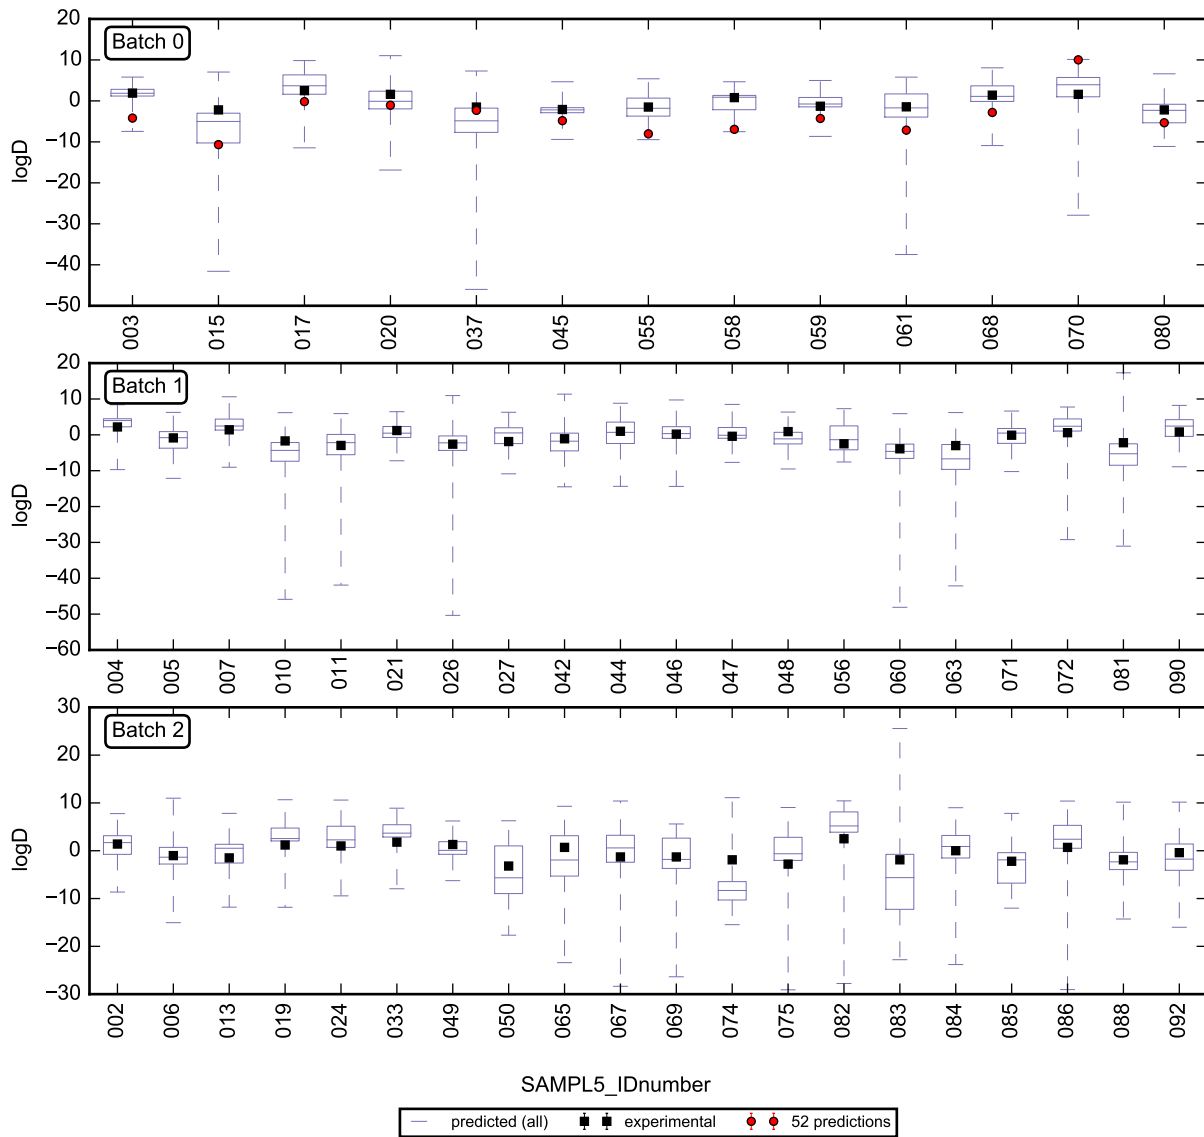 20
Batch 0
10
0
−10
−20
−30
−40
−50
logD
003 015 017 020 037 045 055 058 059 061 068 070 080
20
Batch 1
10
0
−10
−20
−30
−40
−50
−60
logD
004 005 007 010 011 021 026 027 042 044 046 047 048 056 060 063 071 072 081 090
30
Batch 2
20
10
0
−10
−20
−30
logD
002 006 013 019 024 033 049 050 065 067 069 074 075 082 083 084 085 086 088 092
SAMPL5_IDnumber
predicted (all) experimental 52 predictions